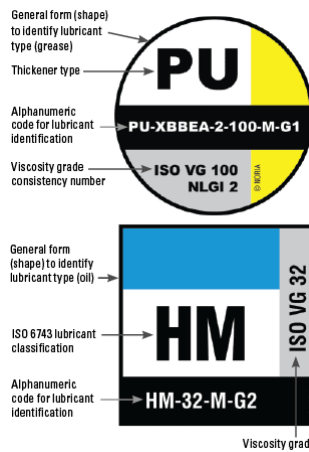 General form (shape)
to identify lubricant
type (grease)
PU
Thickener type
Alphanumeric
code for lubricant
identification
PU-XBBEA-2-100-M-G1
Viscosity grade
consistency number
ISO VG 100
NLGI 2
© NORIA
General form
(shape) to identify
lubricant type (oil)
ISO VG 32
ISO 6743 lubricant
classification
HM
Alphanumeric
code for lubricant
identification
HM-32-M-G2
Viscosity grad